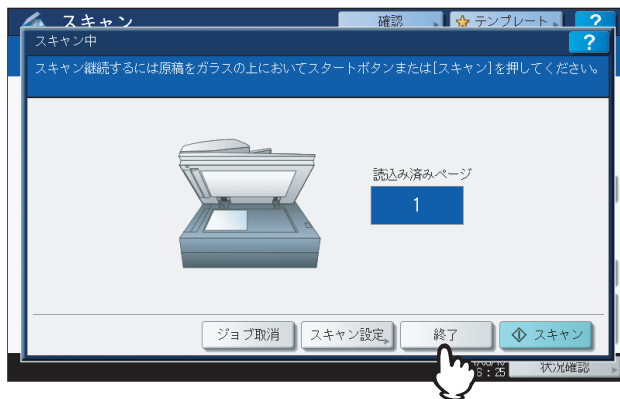 スキャン
確認
テンプレート
?
スキャン中
?
スキャン継続するには原稿をガラスの上においてスタートボタンまたは[スキャン]を押してください。
読込み済みページ
1
ジョブ取消
スキャン設定
終了
スキャン
6:25
状況確認